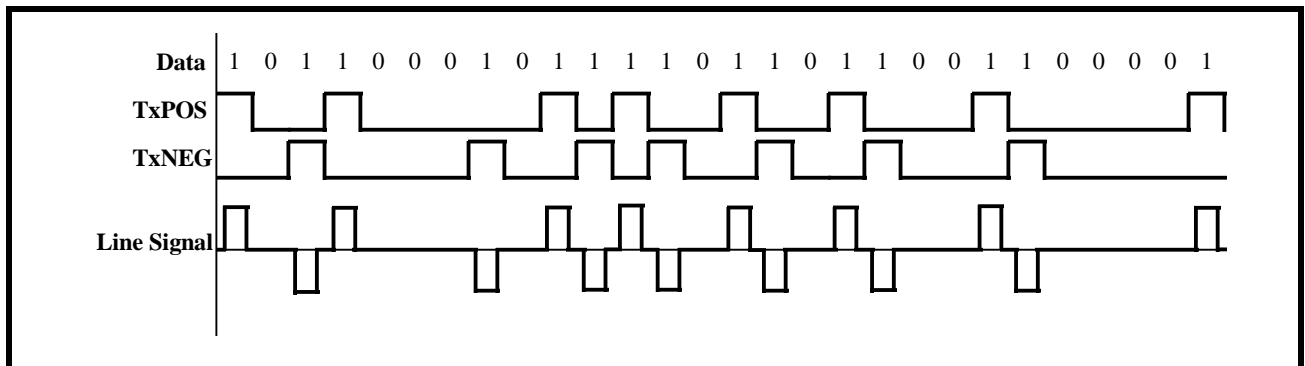 Data 1 0 1 1 0 0 0 1 0 1 1 1 1 0 1 1 0 1 1 0 0 1 1 0 0 0 0 1
TxPOS
TxNEG
Line Signal